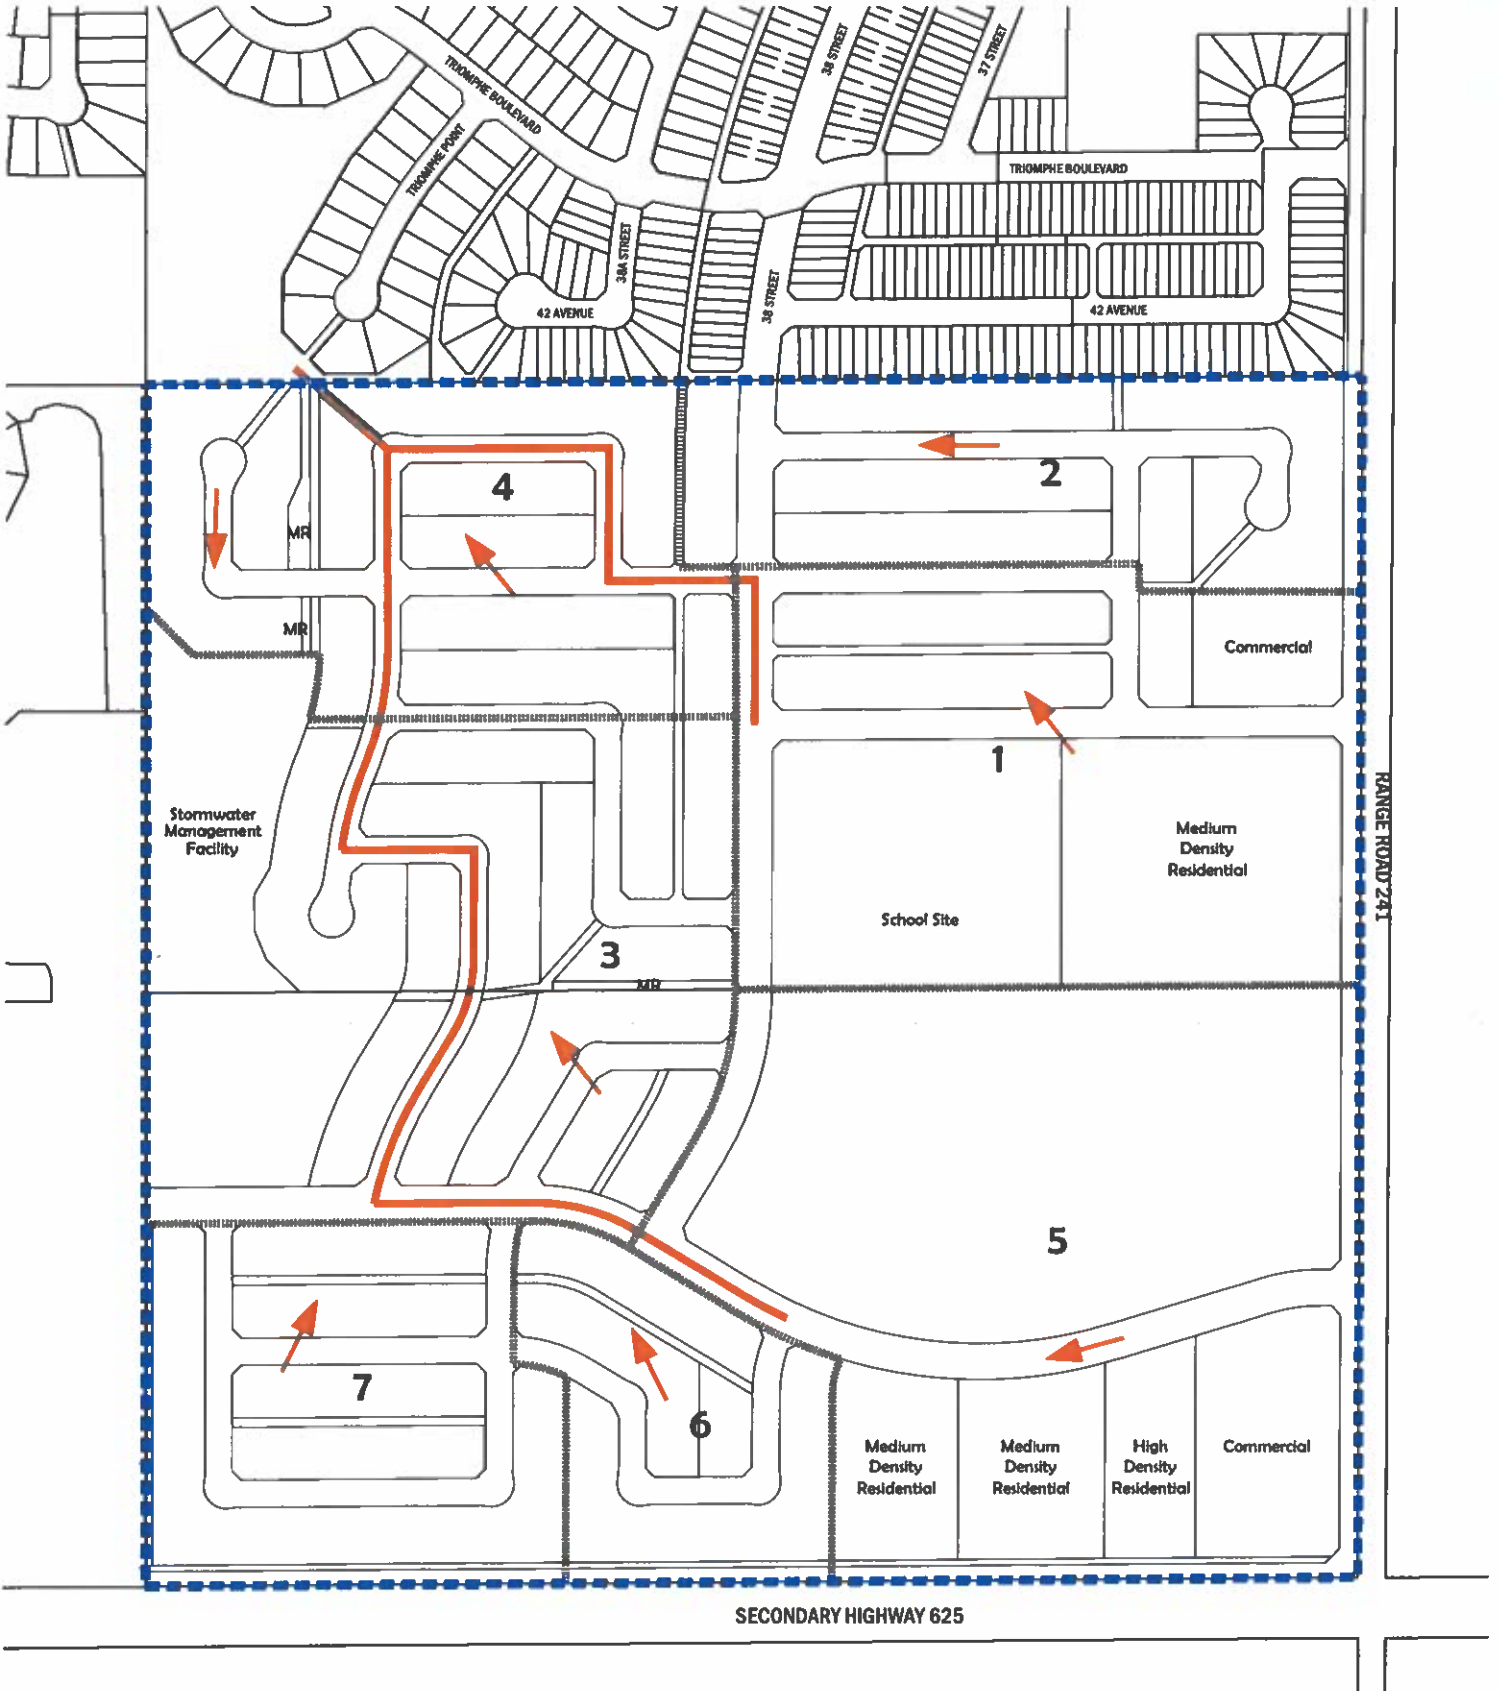 38 STREET
37 STREET
TRIOMPHE BOULEVARD
TRIOMPHE POINT
TRIOMPHE BOULEVARD
38A STREET
38 STREET
42 AVENUE
42 AVENUE
2
4
MR
MR
Commercial
1
Stormwater
Management
Facility
Medium
Density
Residential
RANGE ROAD 241
School Site
3
MR
5
7
6
Medium
Density
Residential
Medium
Density
Residential
High
Density
Residential
Commercial
SECONDARY HIGHWAY 625